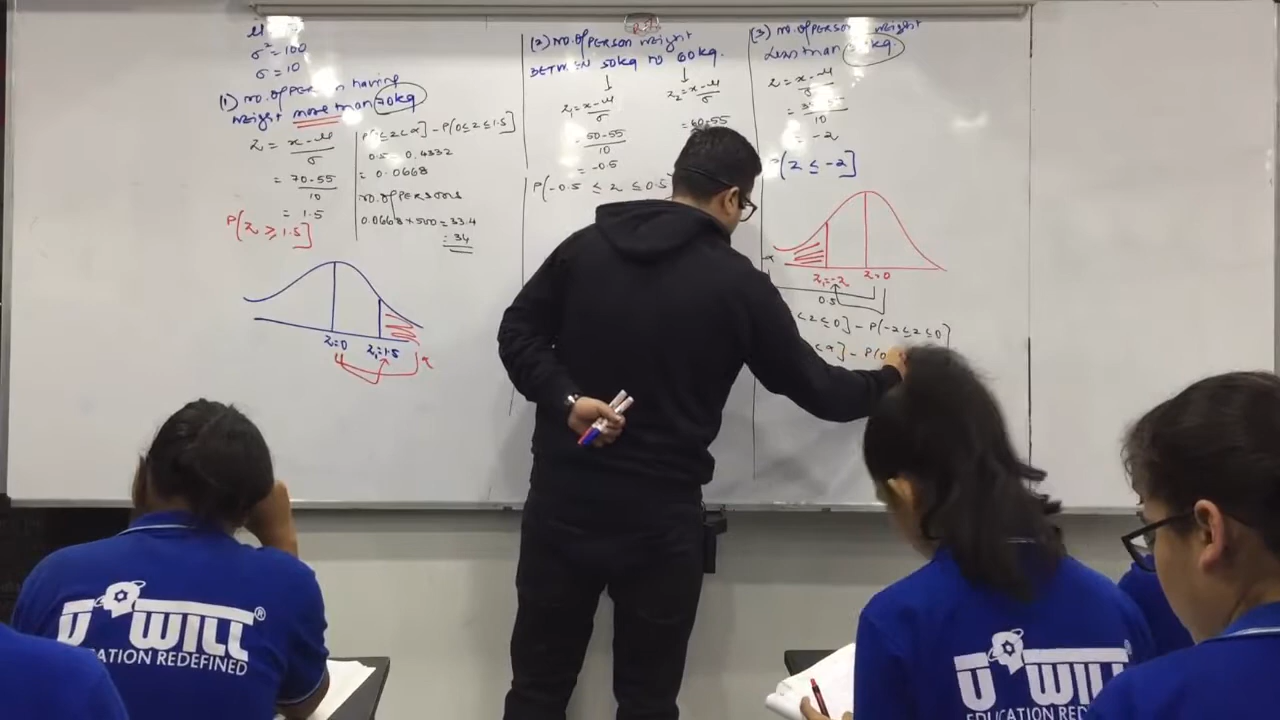 μ
σ² = 100
σ = 10
(1) NO. OF PERSON HAVING
WEIGHT MORE THAN 70KG
Z = x-μ/σ
= 70-55/10
= 1.5
P[Z ≥ 1.5]
Z=0
Z₁=1.5
- P[0≤Z≤1.5]
0.5 - 0.4332
= 0.0668
NO. OF PERSONS
0.0668 × 500 = 33.4
= 34
(2) NO. OF PERSON WEIGHT
BETWEEN 50KG TO 60KG.
Z₁ = x-μ/σ
= 50-55/10
= -0.5
Z₂ = x-μ/σ
= 60-55
P(-0.5 ≤ Z ≤ 0.5
(3) NO. OF PERSON WEIGHT
LESS THAN KG.
Z = x-μ/σ
10
= -2
(Z ≤ -2]
Z₁=-2
Z=0
0.5
≤Z≤0] - P(-2≤Z≤0)
] - P(0
U WILL®
CATION REDEFINED
U WILL
EDUCATION REDE